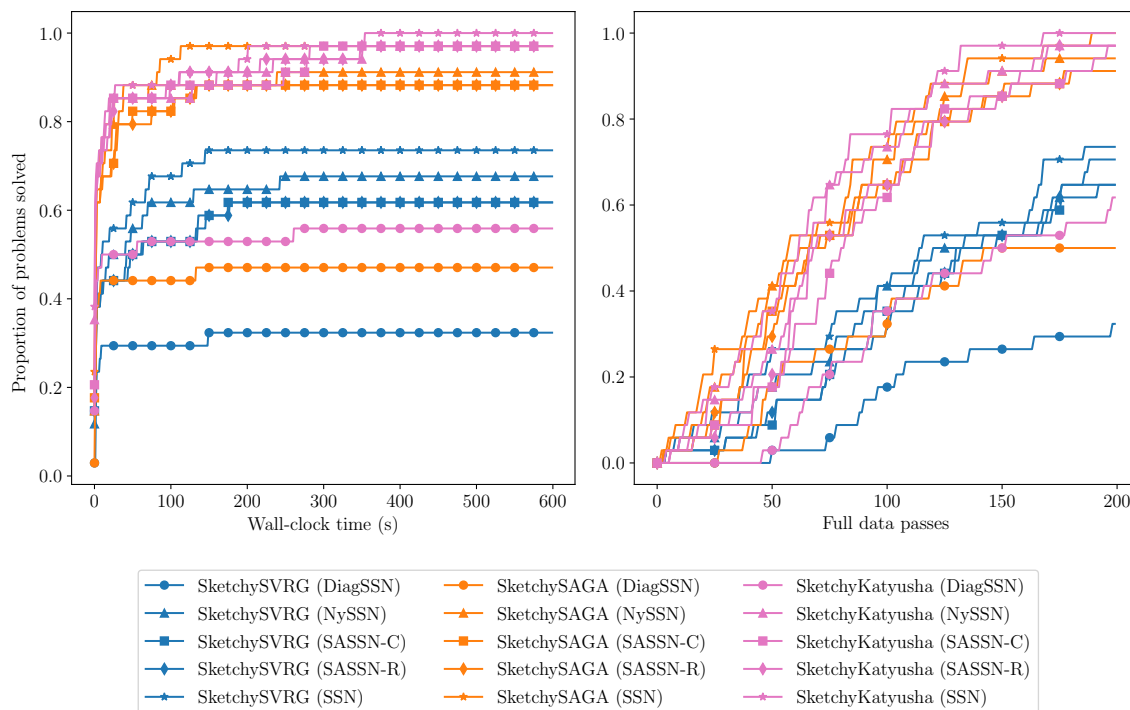 Proportion of problems solved
1.0
0.8
0.6
0.4
0.2
0.0
0 100 200 300 400 500 600
Wall-clock time (s)
1.0
0.8
0.6
0.4
0.2
0.0
0 50 100 150 200
Full data passes
SketchySVRG (DiagSSN) SketchySAGA (DiagSSN) SketchyKatyusha (DiagSSN)
SketchySVRG (NySSN) SketchySAGA (NySSN) SketchyKatyusha (NySSN)
SketchySVRG (SASSN-C) SketchySAGA (SASSN-C) SketchyKatyusha (SASSN-C)
SketchySVRG (SASSN-R) SketchySAGA (SASSN-R) SketchyKatyusha (SASSN-R)
SketchySVRG (SSN) SketchySAGA (SSN) SketchyKatyusha (SSN)